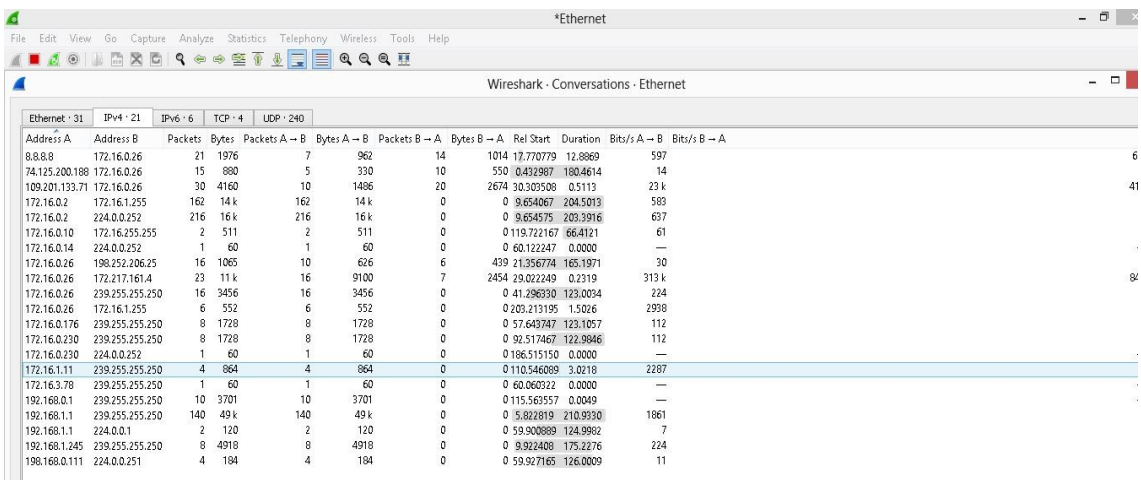 *Ethernet
File Edit View Go Capture Analyze Statistics Telephony Wireless Tools Help
Wireshark · Conversations · Ethernet
Ethernet · 31 IPv4 · 21 IPv6 · 6 TCP · 4 UDP · 240
Address A Address B Packets Bytes Packets A → B Bytes A → B Packets B → A Bytes B → A Rel Start Duration Bits/s A → B Bits/s B → A
8.8.8.8 172.16.0.26 21 1976 7 962 14 1014 17.770779 12.8869 597 6
74.125.200.188 172.16.0.26 15 880 5 330 10 550 0.432987 180.4614 14
109.201.133.71 172.16.0.26 30 4160 10 1486 20 2674 30.303508 0.5113 23 k 41
172.16.0.2 172.16.1.255 162 14 k 162 14 k 0 0 9.654067 204.5013 583
172.16.0.2 224.0.0.252 216 16 k 216 16 k 0 0 9.654575 203.3916 637
172.16.0.10 172.16.255.255 2 511 2 511 0 0 119.722167 66.4121 61
172.16.0.14 224.0.0.252 1 60 1 60 0 0 60.122247 0.0000 —
172.16.0.26 198.252.206.25 16 1065 10 626 6 439 21.356774 165.1971 30
172.16.0.26 172.217.161.4 23 11 k 16 9100 7 2454 29.022249 0.2319 313 k 84
172.16.0.26 239.255.255.250 16 3456 16 3456 0 0 41.296330 123.0034 224
172.16.0.26 172.16.1.255 6 552 6 552 0 0 203.213195 1.5026 2938
172.16.0.176 239.255.255.250 8 1728 8 1728 0 0 57.643747 123.1057 112
172.16.0.230 239.255.255.250 8 1728 8 1728 0 0 92.517467 122.9846 112
172.16.0.230 224.0.0.252 1 60 1 60 0 0 186.515150 0.0000 —
172.16.1.11 239.255.255.250 4 864 4 864 0 0 110.546089 3.0218 2287
172.16.3.78 239.255.255.250 1 60 1 60 0 0 60.060322 0.0000 —
192.168.0.1 239.255.255.250 10 3701 10 3701 0 0 115.563557 0.0049 —
192.168.1.1 239.255.255.250 140 49 k 140 49 k 0 0 5.822819 210.9330 1861
192.168.1.1 224.0.0.1 2 120 2 120 0 0 59.900889 124.9982 7
192.168.1.245 239.255.255.250 8 4918 8 4918 0 0 9.922408 175.2276 224
198.168.0.111 224.0.0.251 4 184 4 184 0 0 59.927165 126.0009 11